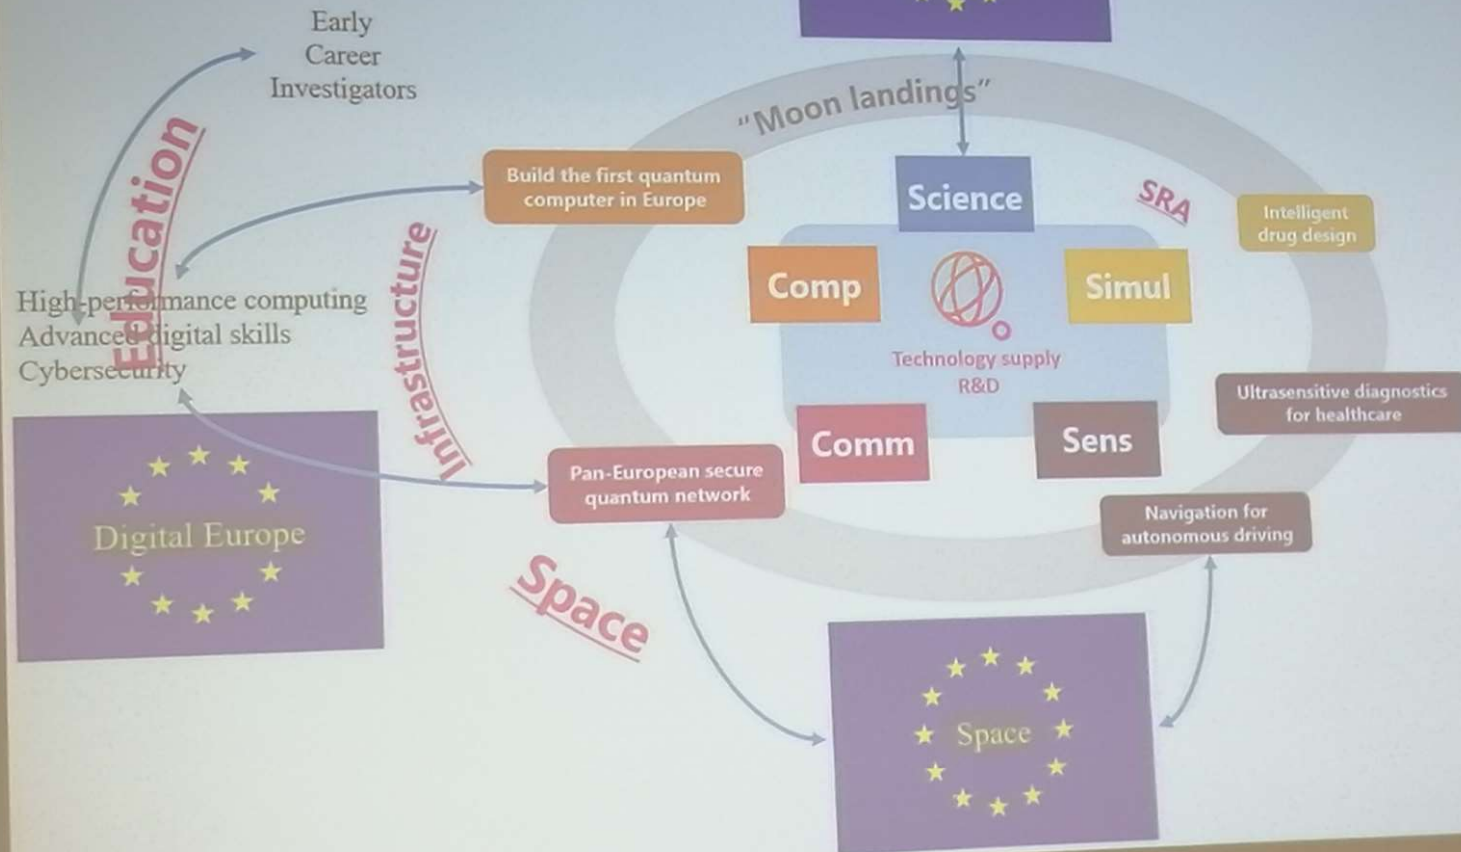 Early
Career
Investigators
"Moon landings"
Education
Build the first quantum
computer in Europe
Science
SRA
Intelligent
drug design
Infrastructure
Comp
Simul
High-performance computing
Advanced digital skills
Cybersecurity
Technology supply
R&D
Ultrasensitive diagnostics
for healthcare
Comm
Sens
Pan-European secure
quantum network
Navigation for
autonomous driving
Digital Europe
Space
Space